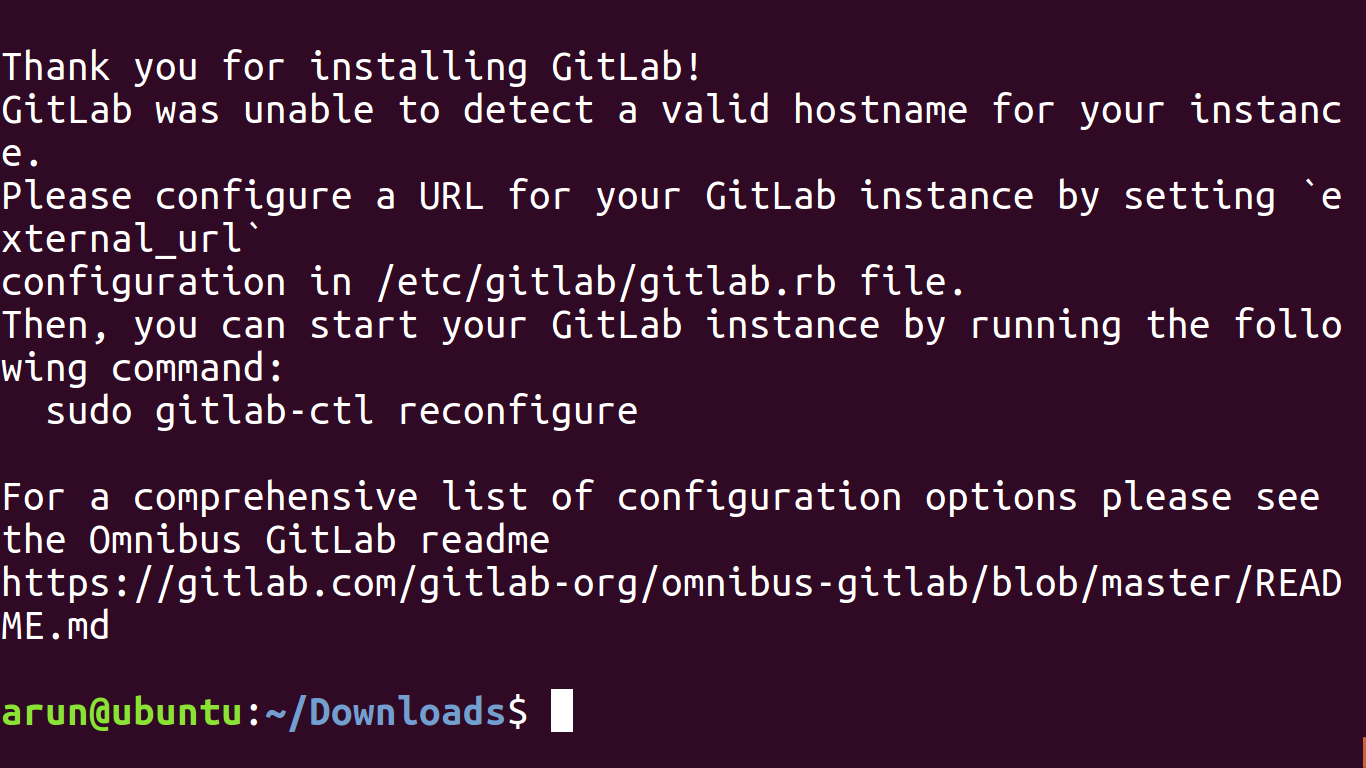 Thank you for installing GitLab!
GitLab was unable to detect a valid hostname for your instanc
e.
Please configure a URL for your GitLab instance by setting `e
xternal_url`
configuration in /etc/gitlab/gitlab.rb file.
Then, you can start your GitLab instance by running the follo
wing command:
  sudo gitlab-ctl reconfigure

For a comprehensive list of configuration options please see
the Omnibus GitLab readme
https://gitlab.com/gitlab-org/omnibus-gitlab/blob/master/READ
ME.md

arun@ubuntu:~/Downloads$